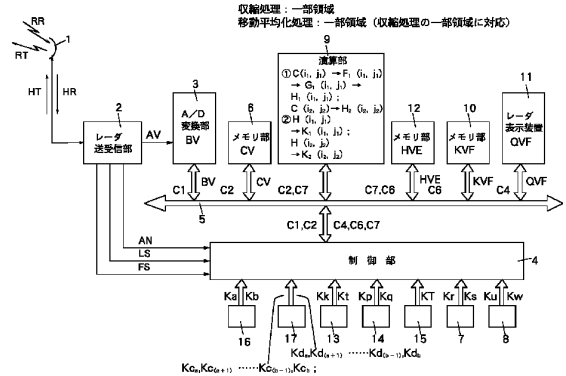 収縮処理：一部領域
移動平均化処理：一部領域（収縮処理の一部領域に対応）
RR
RT
1
HT
HR
2
レーダ
送受信部
AV
3
A／D
変換部
BV
6
メモリ部
CV
9
演算部
①C(i₁, j₁) →F₁ (i₁, j₁)
→G₁ (i₁, j₁) →
H₁ (i₁, j₁) ;
C (i₂, j₂)→H₂ (i₂, j₂)
②H (i₁, j₁)
→K₁ (i₁, j₁) ;
H (i₂, j₂)
→K₂ (i₂, j₂)
12
メモリ部
HVE
10
メモリ部
KVF
11
レーダ
表示装置
QVF
C1 BV
C2 CV
C2,C7
C7,C6 HVE
C6 KVF
C4 QVF
5
C1,C2 C4,C6,C7
AN
LS
FS
制御部
4
Ka Kb
Kk Kt
Kp Kq
KT
Kr Ks
Ku Kw
16
17
13
14
15
7
8
Kdₐ,Kd₍ₐ₊₁₎ ······Kd₍b₋₁₎,Kd_b
Kcₐ,Kc₍ₐ₊₁₎ ······Kc₍b₋₁₎,Kc_b ;